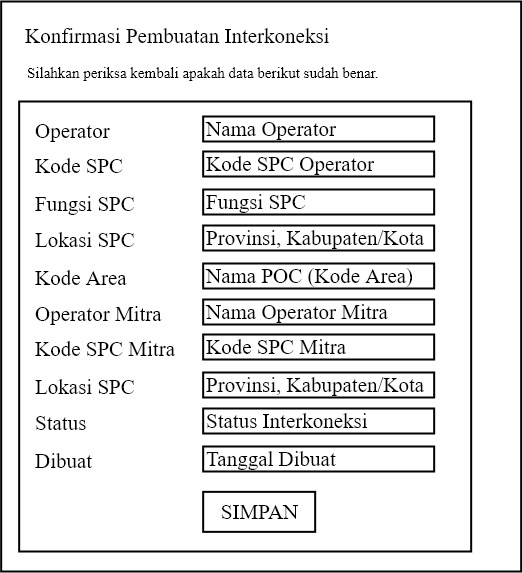 Konfirmasi Pembuatan Interkoneksi
Silahkan periksa kembali apakah data berikut sudah benar.
Operator Nama Operator
Kode SPC Kode SPC Operator
Fungsi SPC Fungsi SPC
Lokasi SPC Provinsi, Kabupaten/Kota
Kode Area Nama POC (Kode Area)
Operator Mitra Nama Operator Mitra
Kode SPC Mitra Kode SPC Mitra
Lokasi SPC Provinsi, Kabupaten/Kota
Status Status Interkoneksi
Dibuat Tanggal Dibuat
SIMPAN